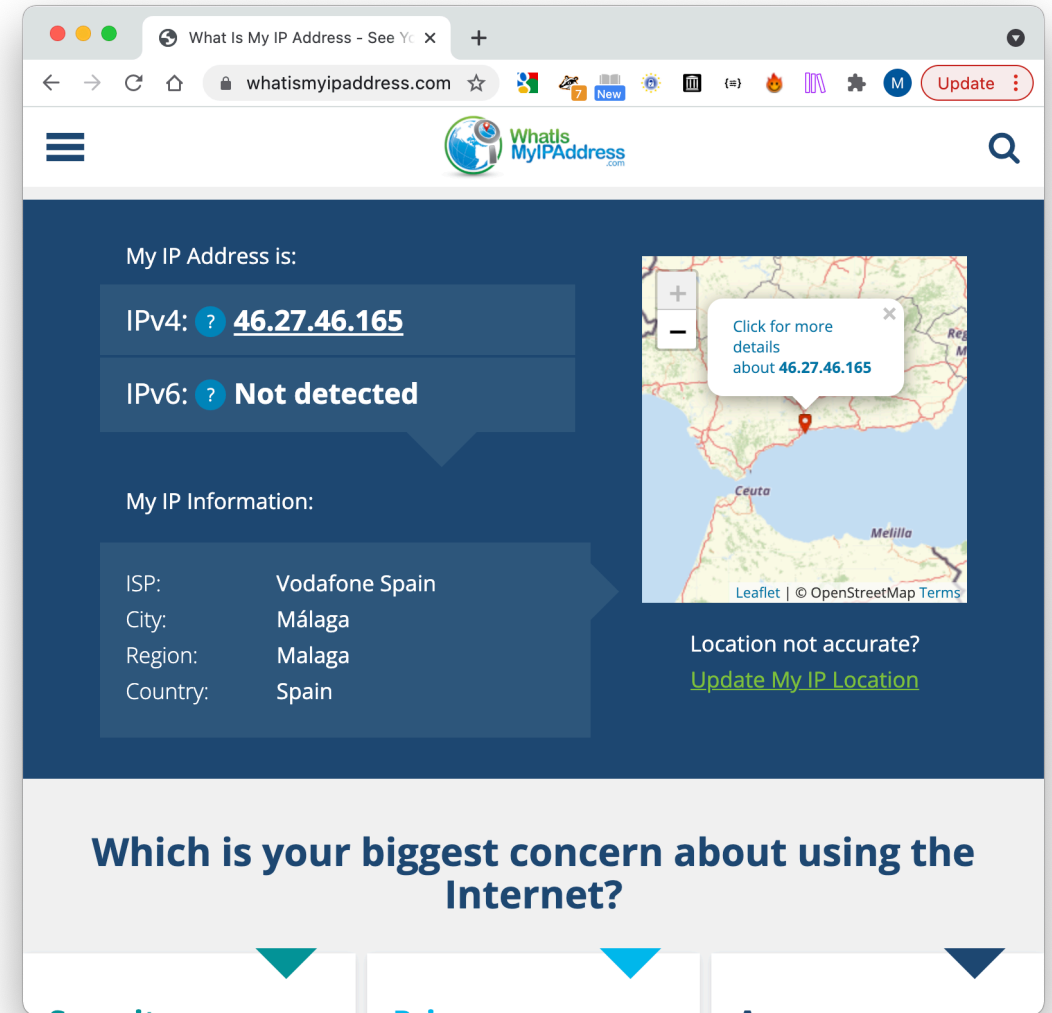 What Is My IP Address - See Yo
whatismyipaddress.com
7
New
M
Update
WhatIs
MyIPAddress
.com
My IP Address is:
IPv4: ? 46.27.46.165
IPv6: ? Not detected
My IP Information:
ISP: Vodafone Spain
City: Málaga
Region: Malaga
Country: Spain
+
−
Click for more
details
about 46.27.46.165
×
Reg
M
Ceuta
Melilla
Leaflet | © OpenStreetMap Terms
Location not accurate?
Update My IP Location
Which is your biggest concern about using the
Internet?